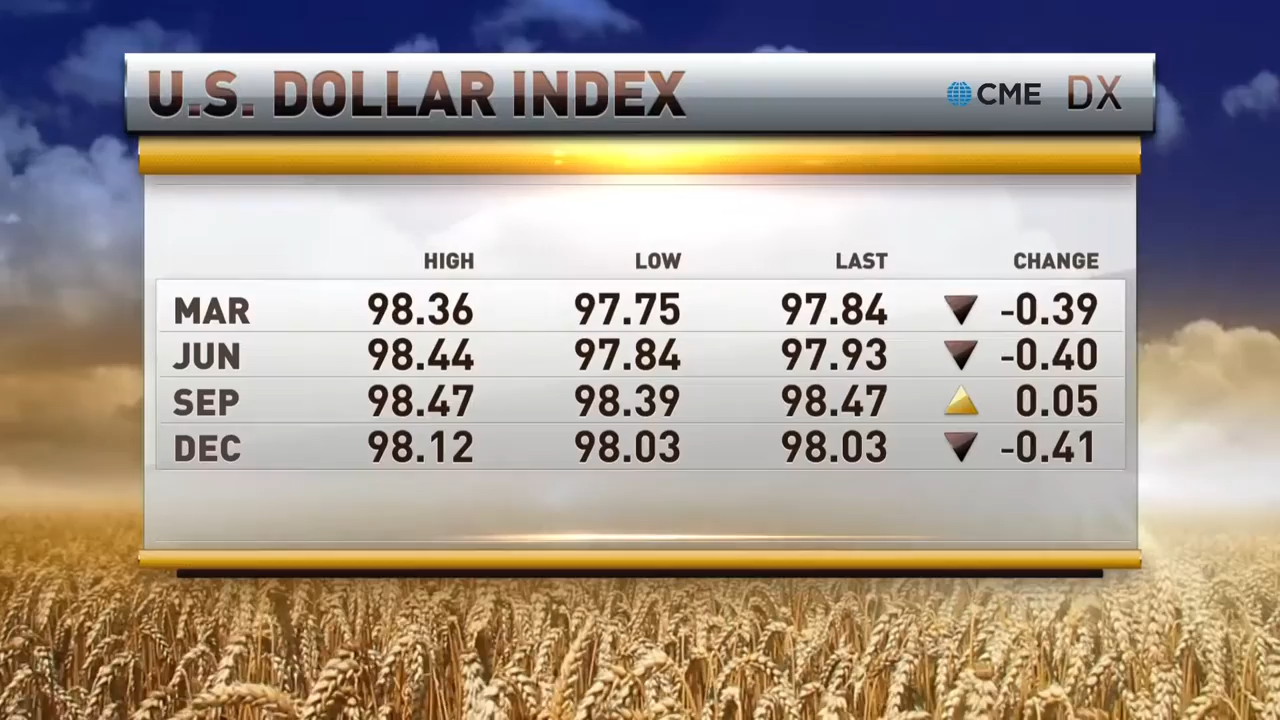 U.S. DOLLAR INDEX CME DX
HIGH LOW LAST CHANGE
MAR 98.36 97.75 97.84 -0.39
JUN 98.44 97.84 97.93 -0.40
SEP 98.47 98.39 98.47 0.05
DEC 98.12 98.03 98.03 -0.41